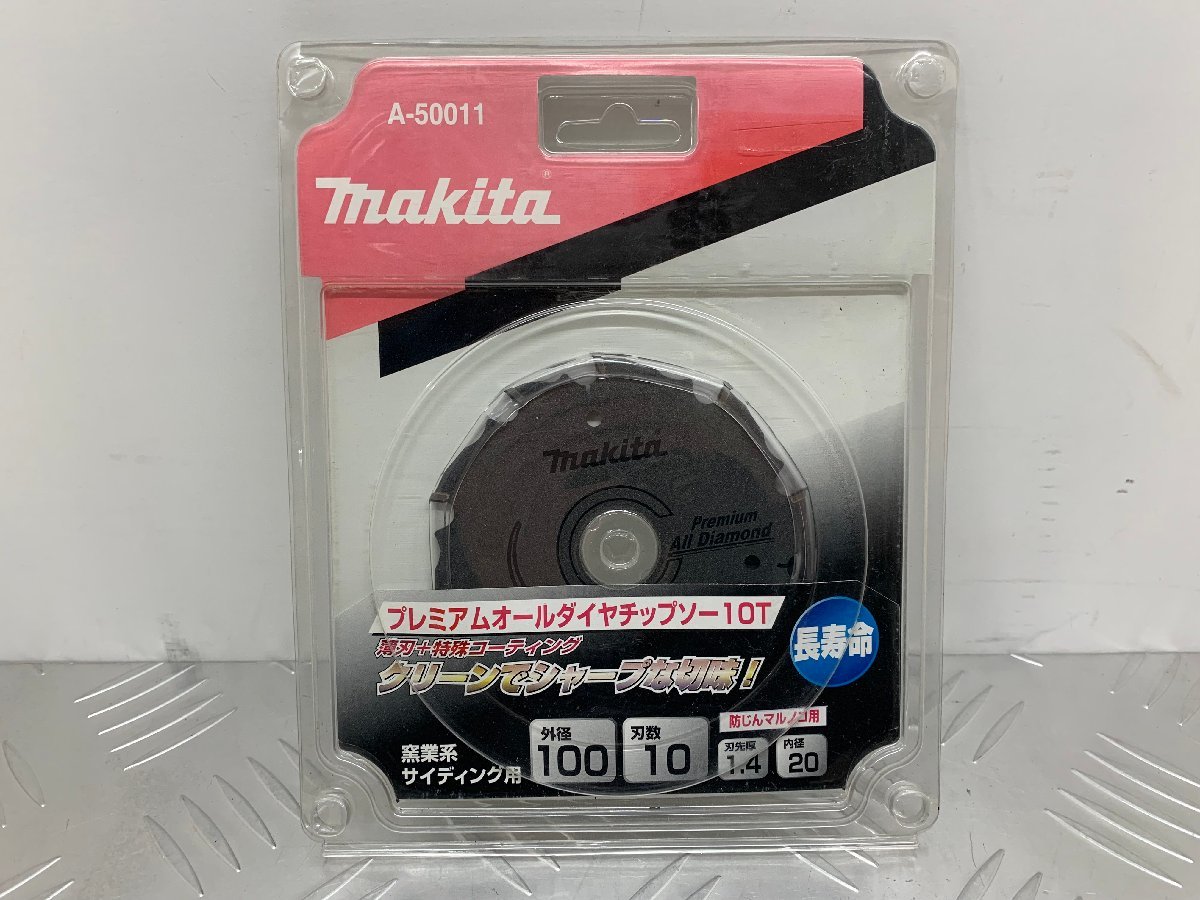 A-50011
makita®
makita
Premium
All Diamond
プレミアムオールダイヤチップソー10T
薄刃+特殊コーティング
クリーンでシャープな切味!
長寿命
防じんマルノコ用
窯業系
サイディング用
外径
100
刃数
10
刃先厚
1.4
内径
20